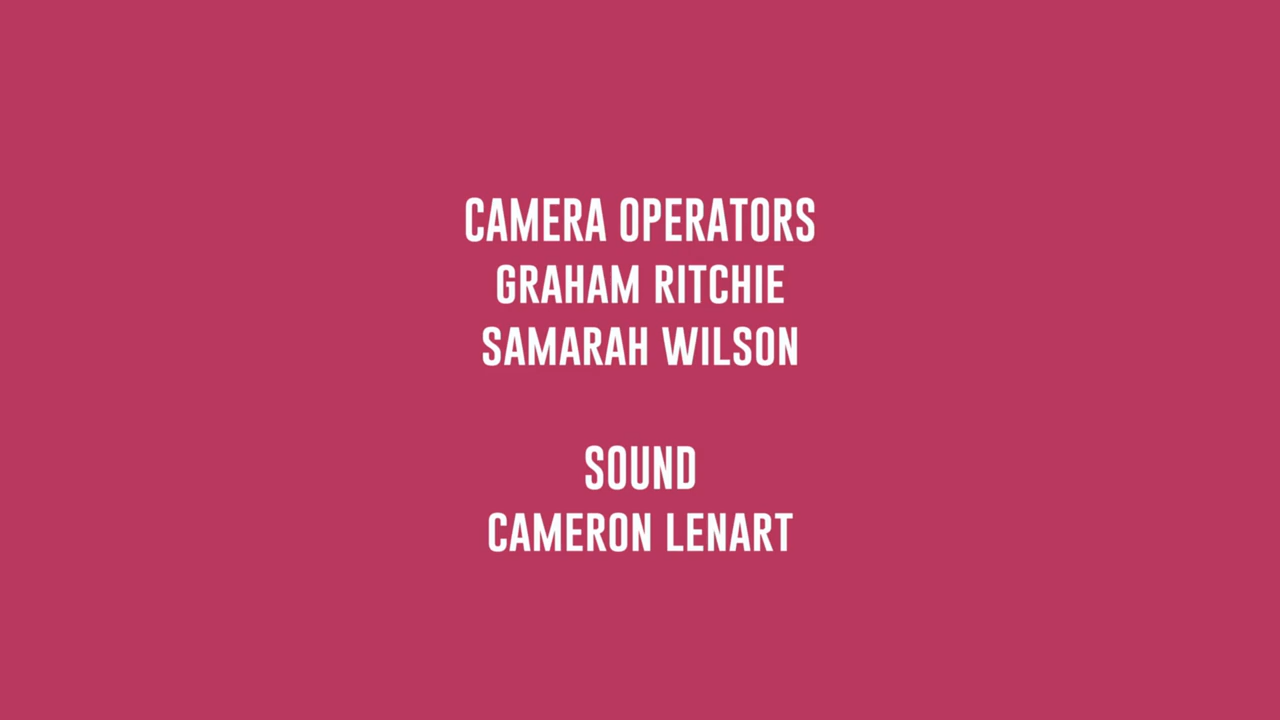 CAMERA OPERATORS
GRAHAM RITCHIE
SAMARAH WILSON
SOUND
CAMERON LENART